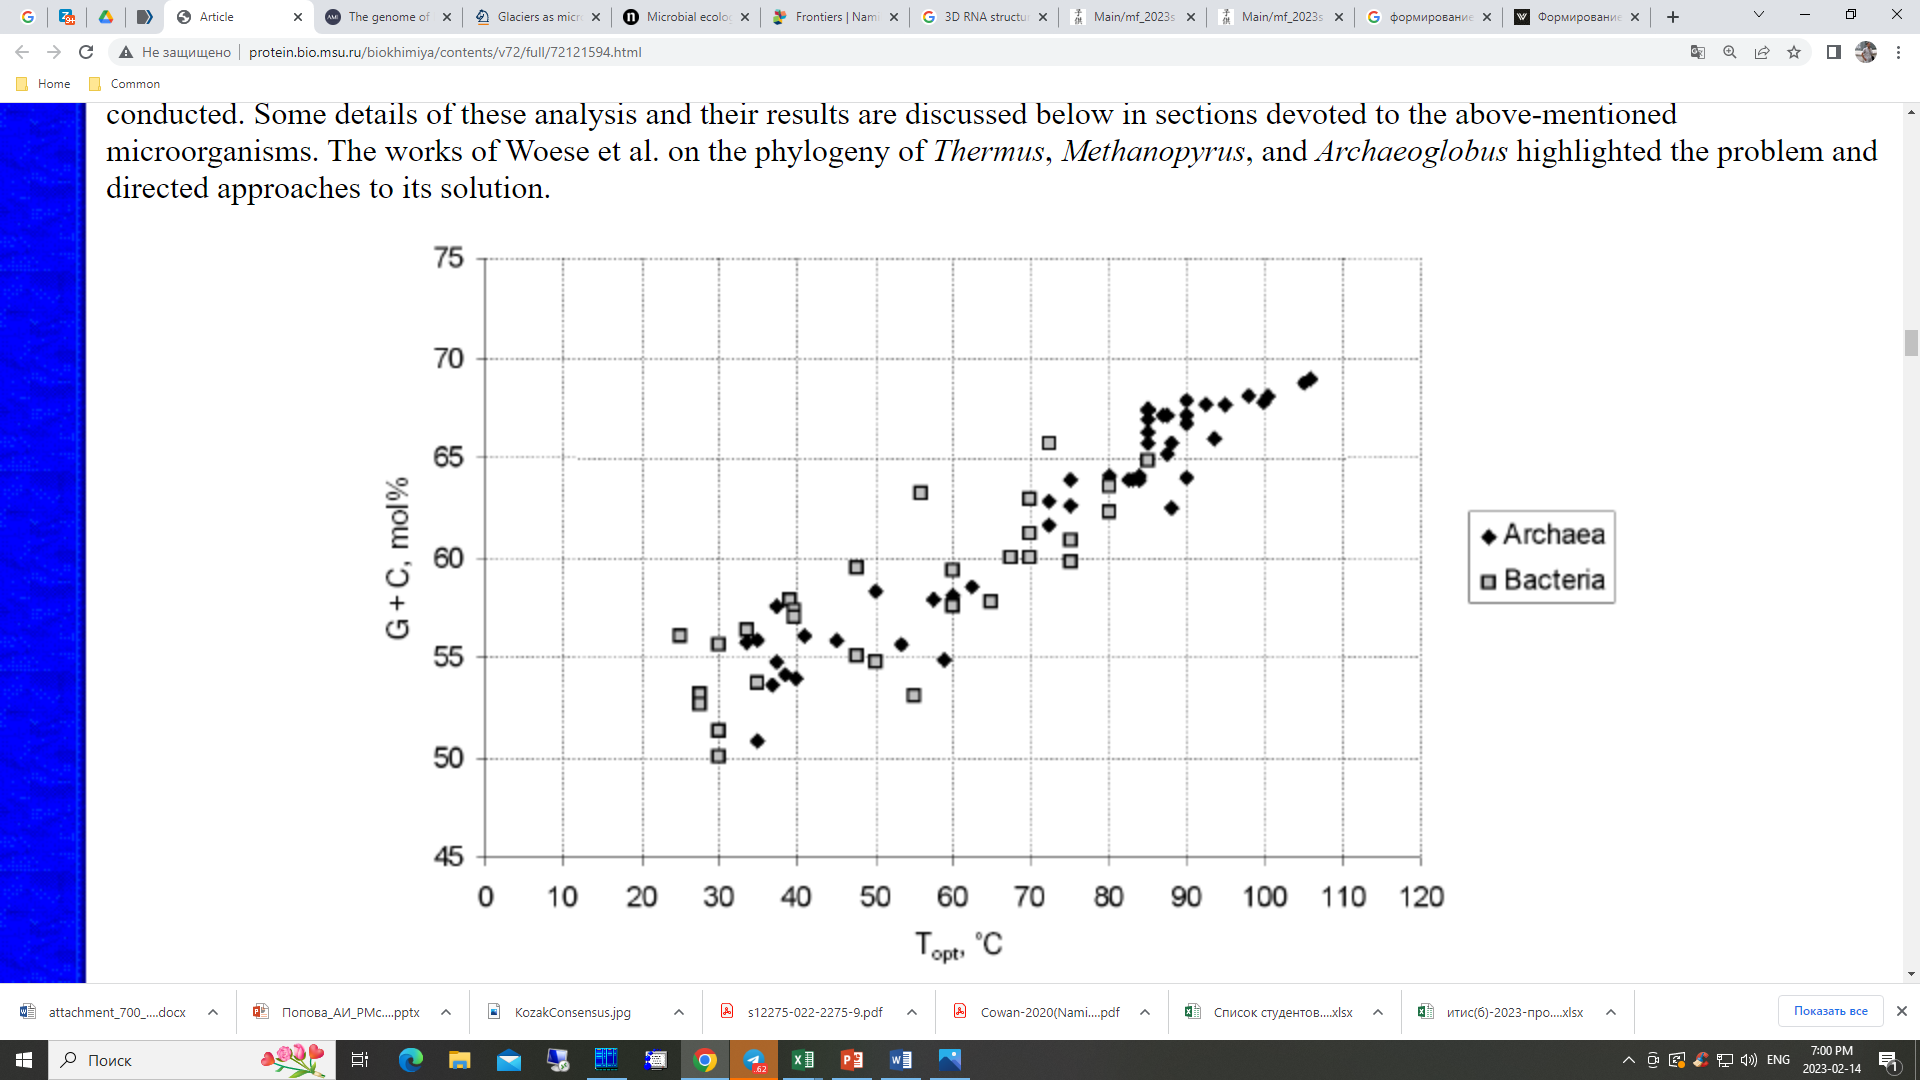 Article
The genome of
Glaciers as micr
Microbial ecolog
Frontiers | Nami
3D RNA structu
Main/mf_2023s
Main/mf_2023s
формирование
Формирование
Не защищено
protein.bio.msu.ru/biokhimiya/contents/v72/full/72121594.html
Home
Common
conducted. Some details of these analysis and their results are discussed below in sections devoted to the above-mentioned
microorganisms. The works of Woese et al. on the phylogeny of Thermus, Methanopyrus, and Archaeoglobus highlighted the problem and
directed approaches to its solution.
75
70
65
60
55
50
45
G + C, mol%
0 10 20 30 40 50 60 70 80 90 100 110 120
Topt, °C
Archaea
Bacteria
attachment_700_....docx
Попова_АИ_РМс....pptx
KozakConsensus.jpg
s12275-022-2275-9.pdf
Cowan-2020(Nami....pdf
Список студентов....xlsx
итис(б)-2023-про....xlsx
Показать все
Поиск
.62
ENG
7:00 PM
2023-02-14
1